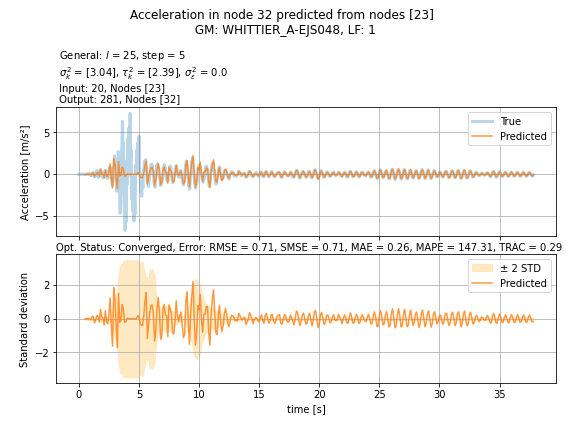 Acceleration in node 32 predicted from nodes [23]
GM: WHITTIER_A-EJS048, LF: 1
General: l = 25, step = 5
σ²ₖ = [3.04], τ²ₖ = [2.39], σ²ε = 0.0
Input: 20, Nodes [23]
Output: 281, Nodes [32]
Acceleration [m/s²]
5
0
−5
True
Predicted
Opt. Status: Converged, Error: RMSE = 0.71, SMSE = 0.71, MAE = 0.26, MAPE = 147.31, TRAC = 0.29
Standard deviation
2
0
−2
± 2 STD
Predicted
0 5 10 15 20 25 30 35
time [s]